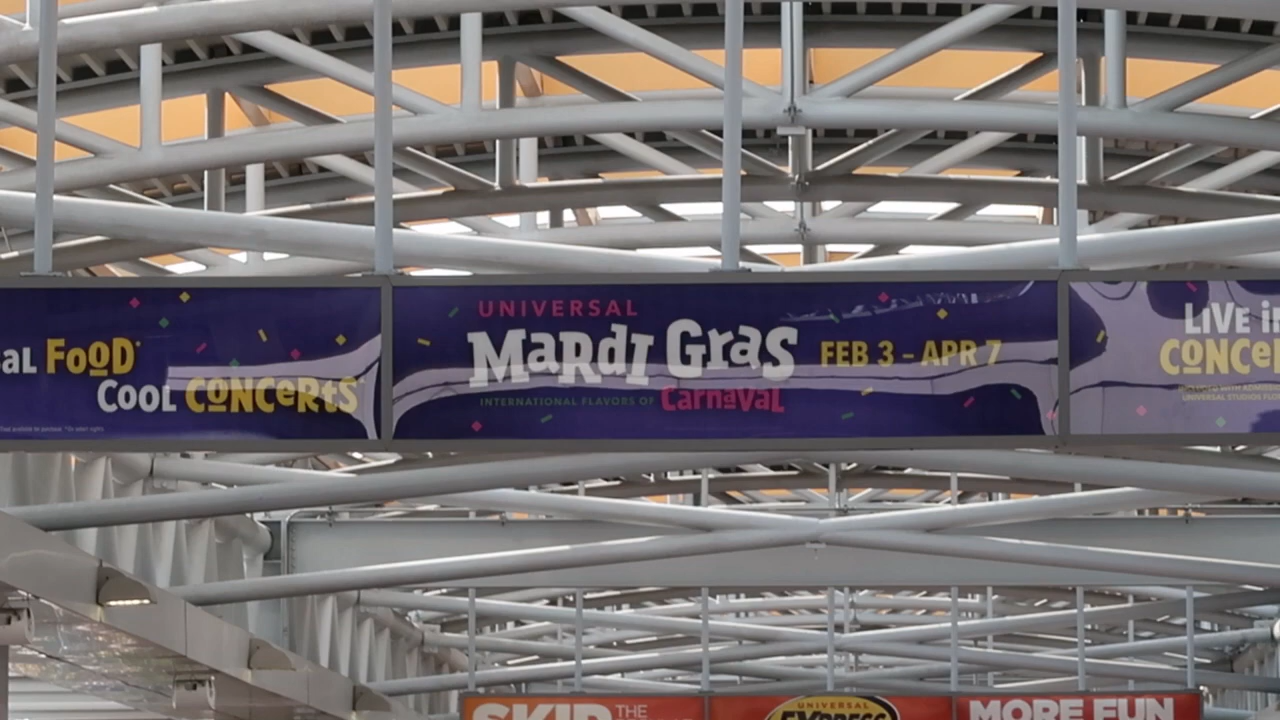 al FOOD*
COOL CONCERTS
UNIVERSAL
MARDI GRAS
FEB 3 – APR 7
INTERNATIONAL FLAVORS OF CARNAVAL
LIVE
CONCE
UNIVERSAL STUDIOS
SKIP THE
UNIVERSAL
EXPRESS
MORE FUN